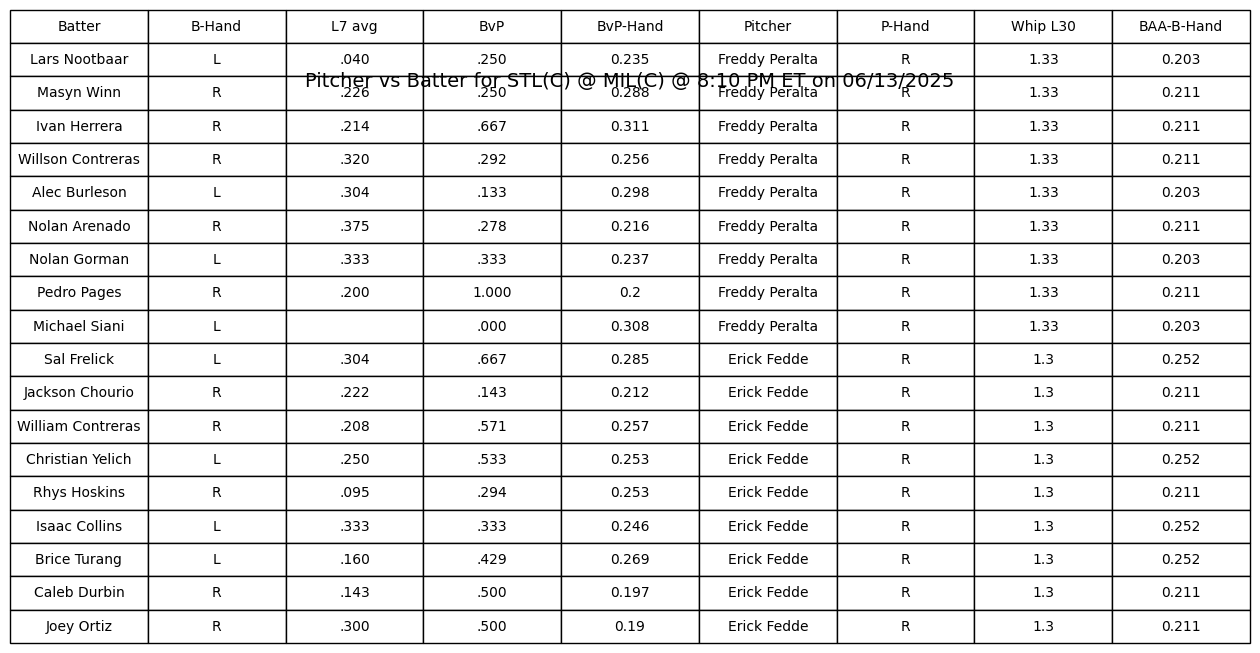 Batter B-Hand L7 avg BvP BvP-Hand Pitcher P-Hand Whip L30 BAA-B-Hand
Lars Nootbaar L .040 .250 0.235 Freddy Peralta R 1.33 0.203
Pitcher vs Batter for STL(C) @ MIL(C) @ 8:10 PM ET on 06/13/2025
Masyn Winn R .226 .250 0.288 Freddy Peralta R 1.33 0.211
Ivan Herrera R .214 .667 0.311 Freddy Peralta R 1.33 0.211
Willson Contreras R .320 .292 0.256 Freddy Peralta R 1.33 0.211
Alec Burleson L .304 .133 0.298 Freddy Peralta R 1.33 0.203
Nolan Arenado R .375 .278 0.216 Freddy Peralta R 1.33 0.211
Nolan Gorman L .333 .333 0.237 Freddy Peralta R 1.33 0.203
Pedro Pages R .200 1.000 0.2 Freddy Peralta R 1.33 0.211
Michael Siani L .000 0.308 Freddy Peralta R 1.33 0.203
Sal Frelick L .304 .667 0.285 Erick Fedde R 1.3 0.252
Jackson Chourio R .222 .143 0.212 Erick Fedde R 1.3 0.211
William Contreras R .208 .571 0.257 Erick Fedde R 1.3 0.211
Christian Yelich L .250 .533 0.253 Erick Fedde R 1.3 0.252
Rhys Hoskins R .095 .294 0.253 Erick Fedde R 1.3 0.211
Isaac Collins L .333 .333 0.246 Erick Fedde R 1.3 0.252
Brice Turang L .160 .429 0.269 Erick Fedde R 1.3 0.252
Caleb Durbin R .143 .500 0.197 Erick Fedde R 1.3 0.211
Joey Ortiz R .300 .500 0.19 Erick Fedde R 1.3 0.211